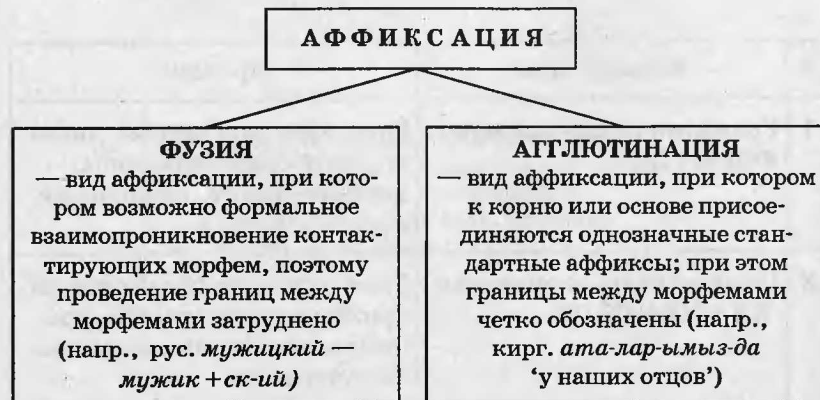 АФФИКСАЦИЯ
ФУЗИЯ
— вид аффиксации, при кото-
ром возможно формальное
взаимопроникновение контак-
тирующих морфем, поэтому
проведение границ между
морфемами затруднено
(напр., рус. мужицкий —
мужик + ск-ий)
АГГЛЮТИНАЦИЯ
— вид аффиксации, при котором
к корню или основе присое-
диняются однозначные стан-
дартные аффиксы; при этом
границы между морфемами
четко обозначены (напр.,
кирг. ата-лар-ымыз-да
‘у наших отцов’)